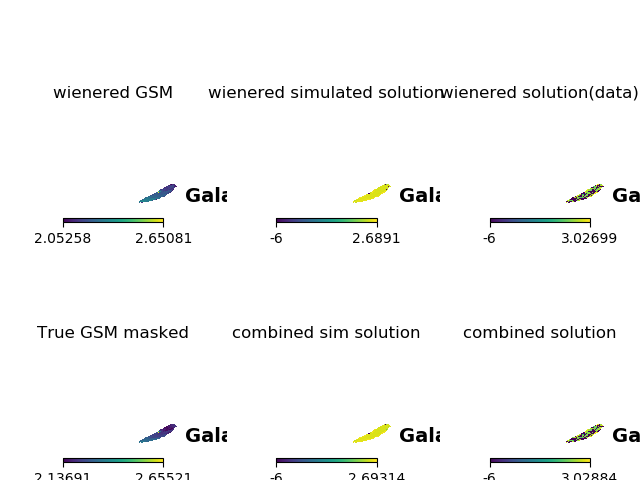 wienered GSM wienered simulated solution wienered solution(data)
Gala Gala Ga
2.05258 2.65081 -6 2.6891 -6 3.02699
True GSM masked combined sim solution combined solution
Gala Gala Ga
2.13691 2.65521 -6 2.69314 -6 3.02884